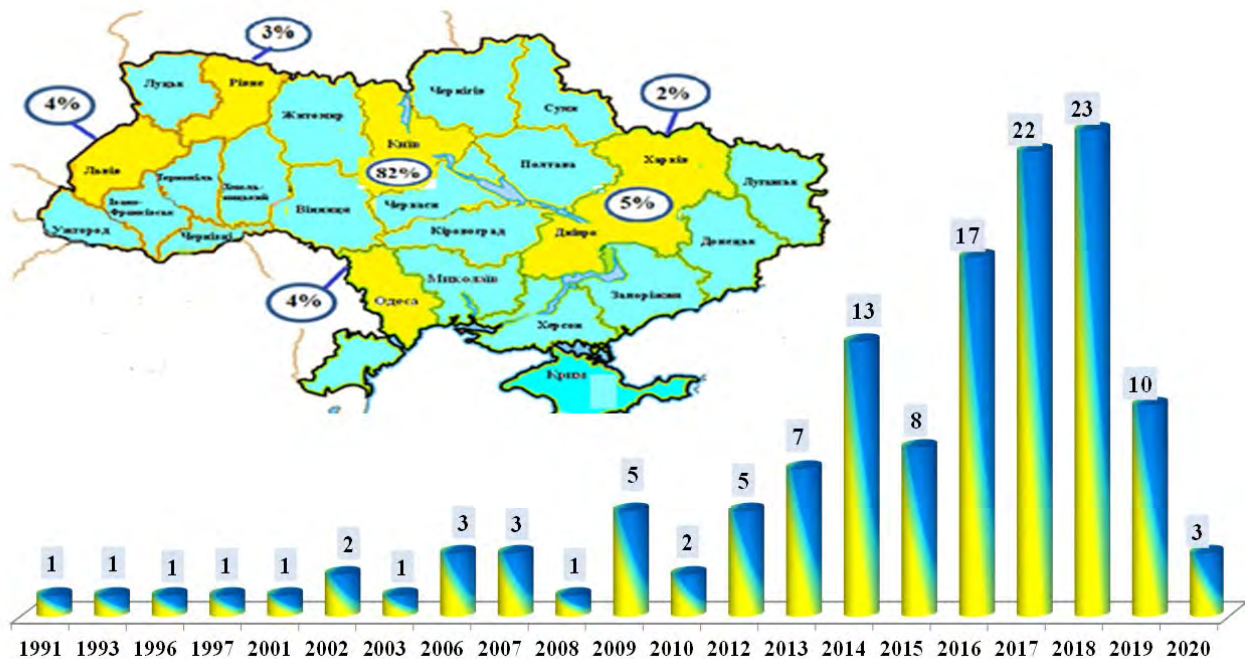 3%
4%
2%
Луцьк
Рівне
Житомир
Чернігів
Суми
Київ
82%
Львів
Тернопіль
Хмель-
ницький
Івано-
Франківськ
Ужгород
Чернівці
Вінниця
Черкаси
Полтава
Харків
Луганськ
5%
Кіровоград
Дніпро
Донецьк
4%
Одеса
Миколаїв
Запоріжжя
Херсон
Крим
1
1
1
1
1
2
1
3
3
1
5
2
5
7
13
8
17
22
23
10
3
1991 1993 1996 1997 2001 2002 2003 2006 2007 2008 2009 2010 2012 2013 2014 2015 2016 2017 2018 2019 2020